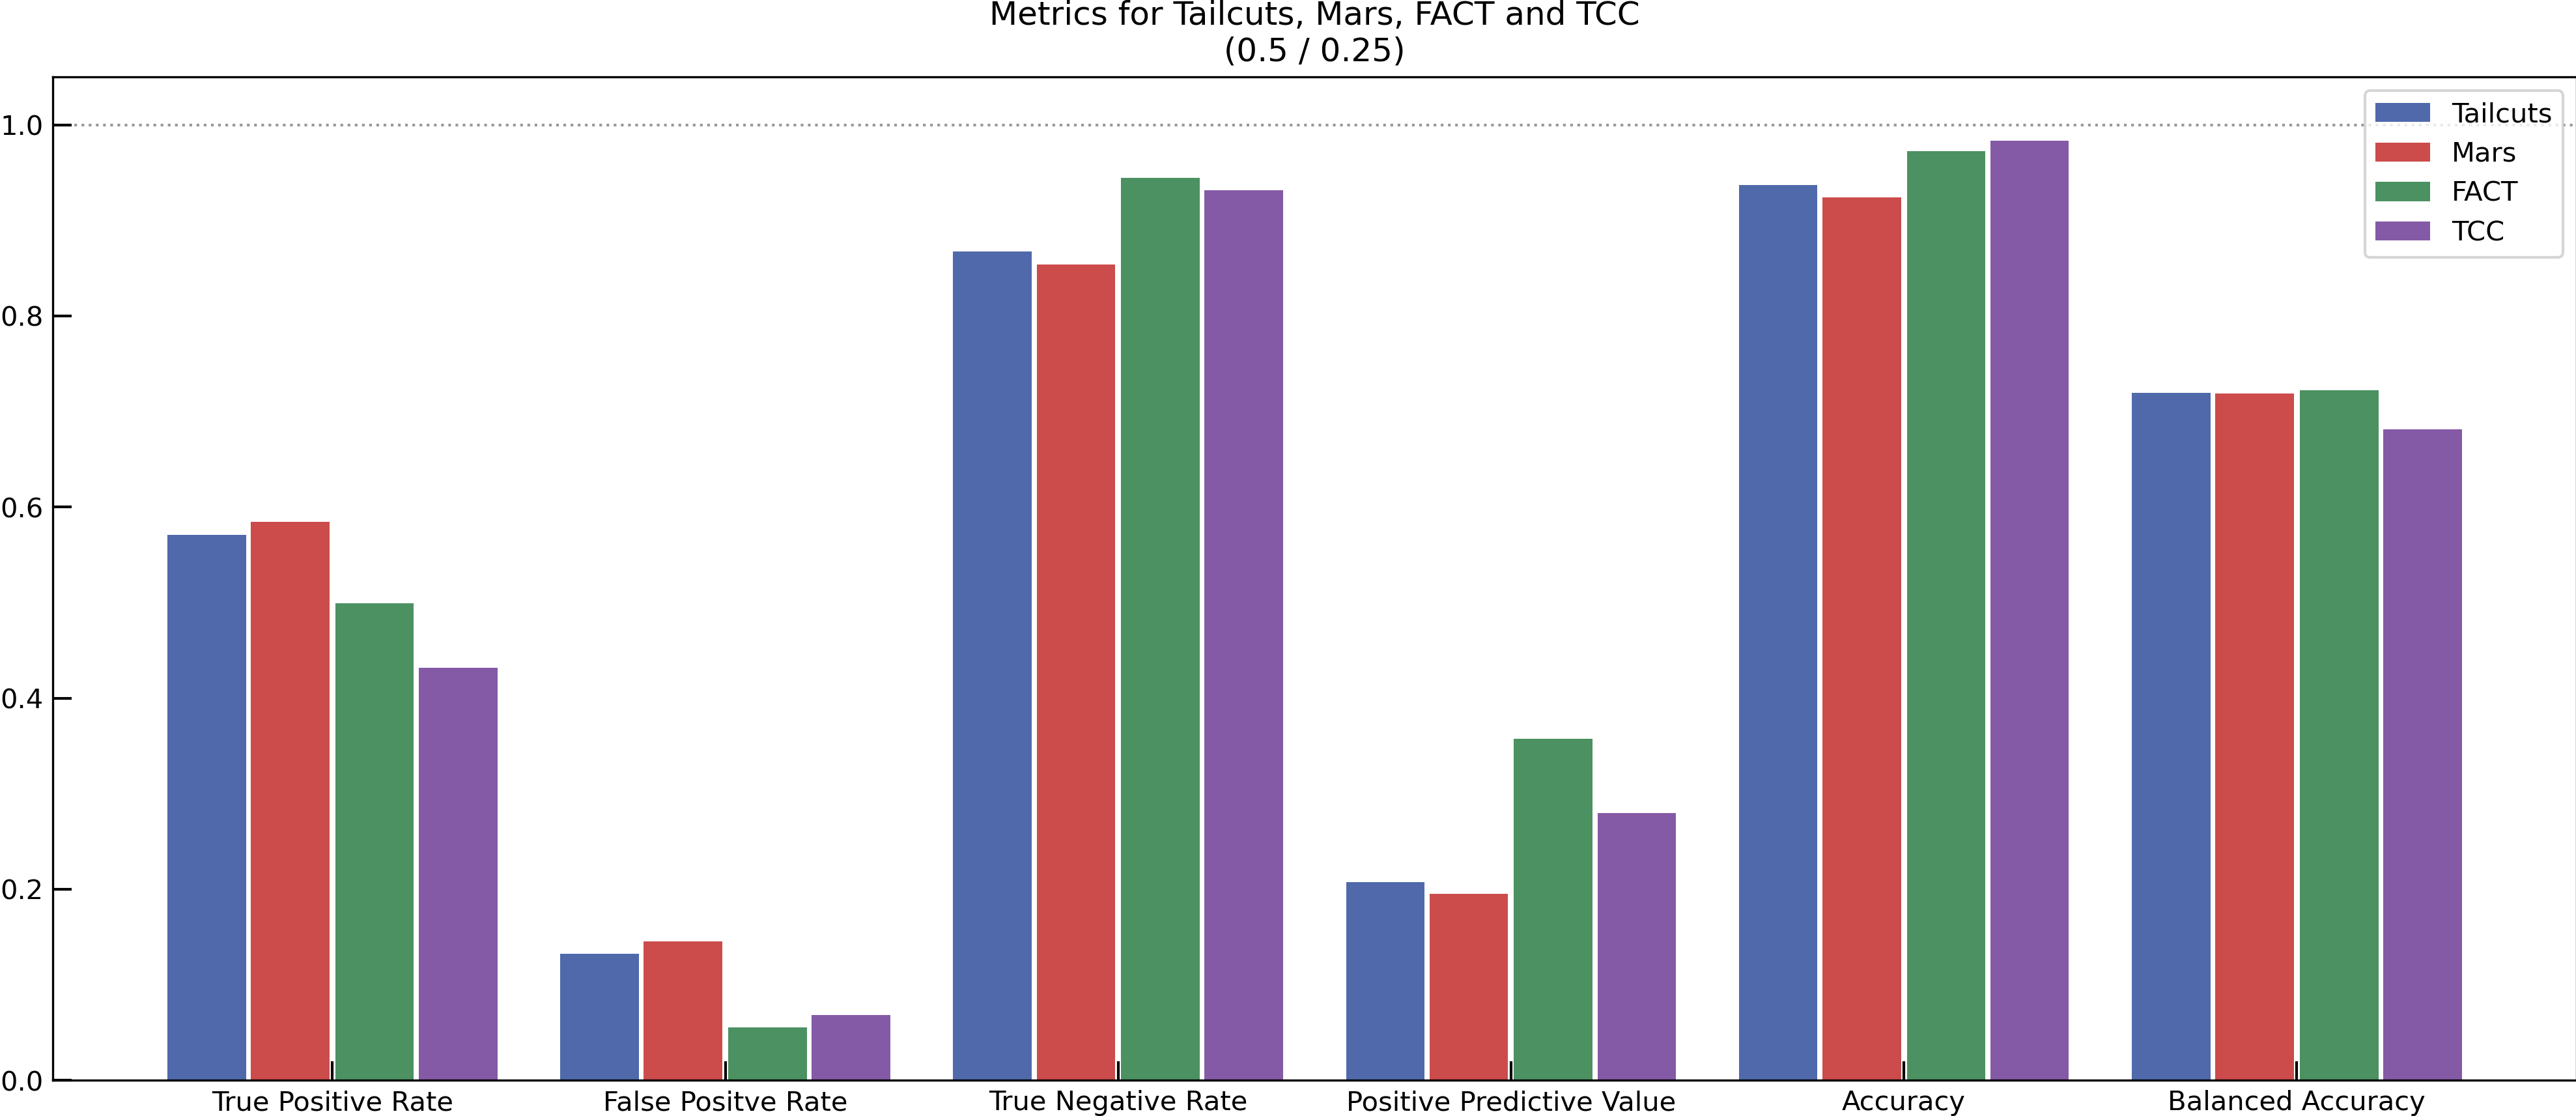 Metrics for Tailcuts, Mars, FACT and TCC
(0.5 / 0.25)
1.0
0.8
0.6
0.4
0.2
0.0
Tailcuts
Mars
FACT
TCC
True Positive Rate
False Positve Rate
True Negative Rate
Positive Predictive Value
Accuracy
Balanced Accuracy